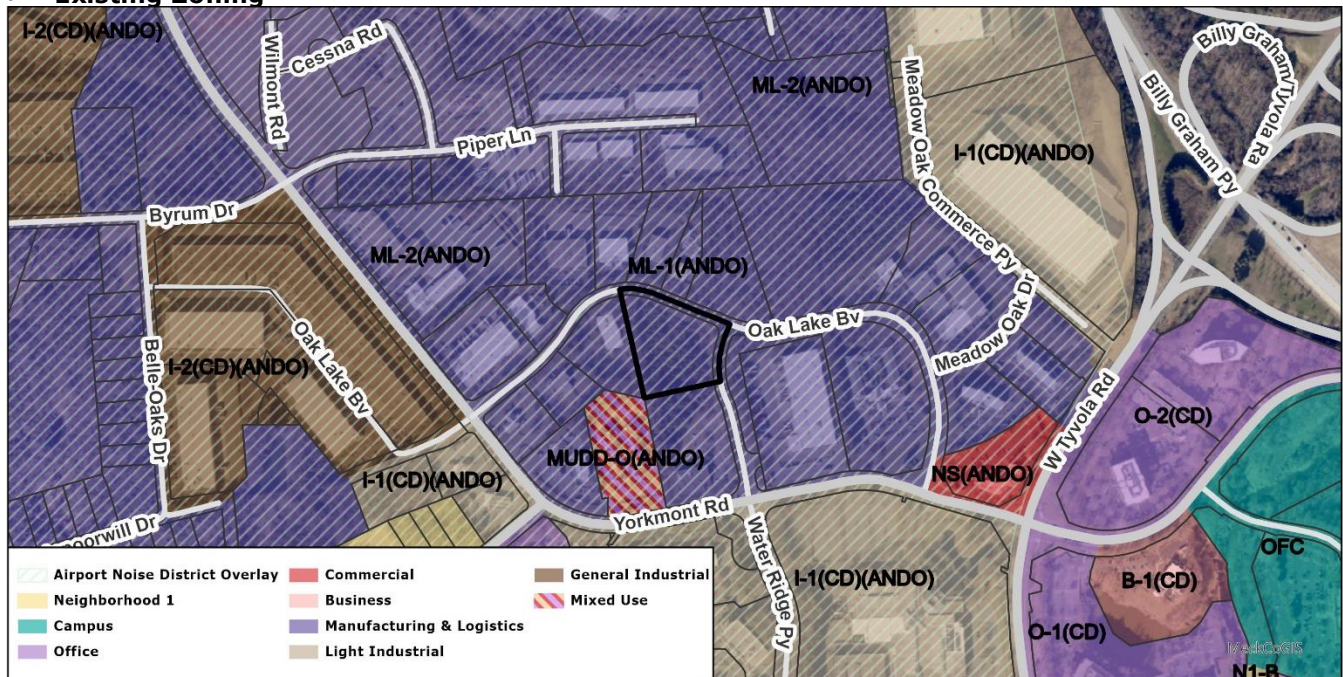 Existing Zoning
I-2(CD)(ANDO)
Wilmont Rd
Cessna Rd
Piper Ln
ML-2(ANDO)
Meadow Oak Commerce Py
I-1(CD)(ANDO)
Billy Graham/Tyvola Ra
Billy Graham Py
Byrum Dr
ML-2(ANDO)
ML-1(ANDO)
Oak Lake Bv
Meadow Oak Dr
Belle-Oaks Dr
I-2(CD)(ANDO)
Oak Lake Bv
W Tyvola Rd
O-2(CD)
MUDD-O(ANDO)
I-1(CD)(ANDO)
NS(ANDO)
Yorkmont Rd
Water Ridge Py
I-1(CD)(ANDO)
OFC
B-1(CD)
O-1(CD)
MeckCoGIS
N1-B
Airport Noise District Overlay
Neighborhood 1
Campus
Office
Commercial
Business
Manufacturing & Logistics
Light Industrial
General Industrial
Mixed Use